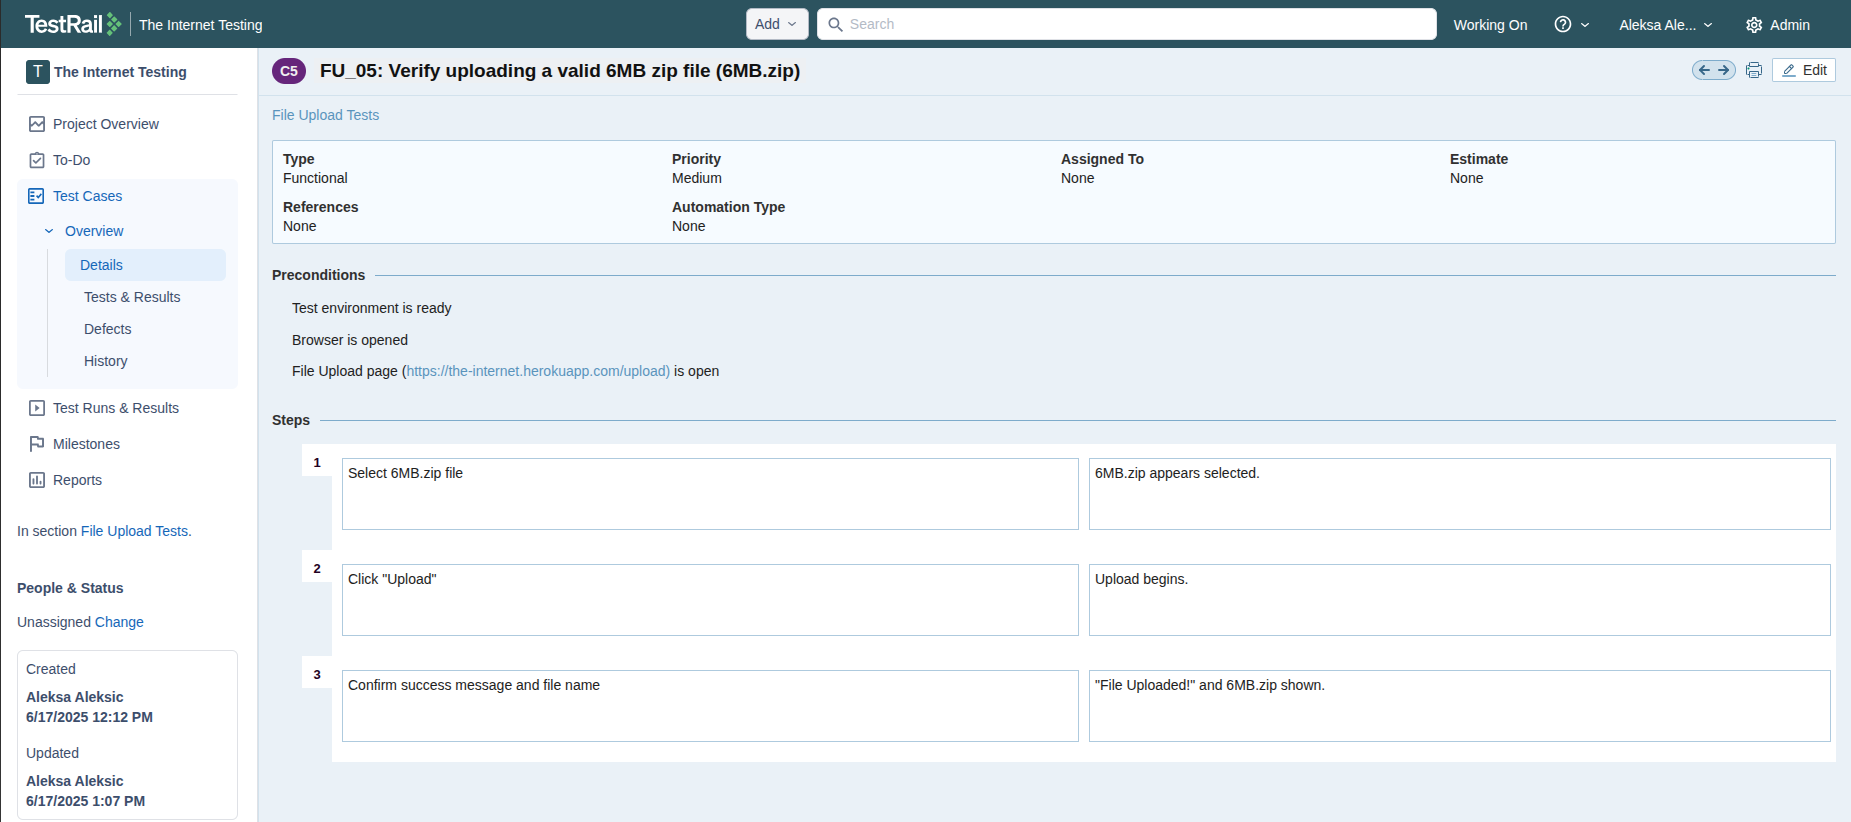 TestRail The Internet Testing Add Search Working On Aleksa Ale... Admin
T The Internet Testing
Project Overview
To-Do
Test Cases
Overview
Details
Tests & Results
Defects
History
Test Runs & Results
Milestones
Reports
In section File Upload Tests.
People & Status
Unassigned Change
Created
Aleksa Aleksic
6/17/2025 12:12 PM
Updated
Aleksa Aleksic
6/17/2025 1:07 PM
C5 FU_05: Verify uploading a valid 6MB zip file (6MB.zip) Edit
File Upload Tests
Type Priority Assigned To Estimate
Functional Medium None None
References Automation Type
None None
Preconditions
Test environment is ready
Browser is opened
File Upload page (https://the-internet.herokuapp.com/upload) is open
Steps
1 Select 6MB.zip file 6MB.zip appears selected.
2 Click "Upload" Upload begins.
3 Confirm success message and file name "File Uploaded!" and 6MB.zip shown.